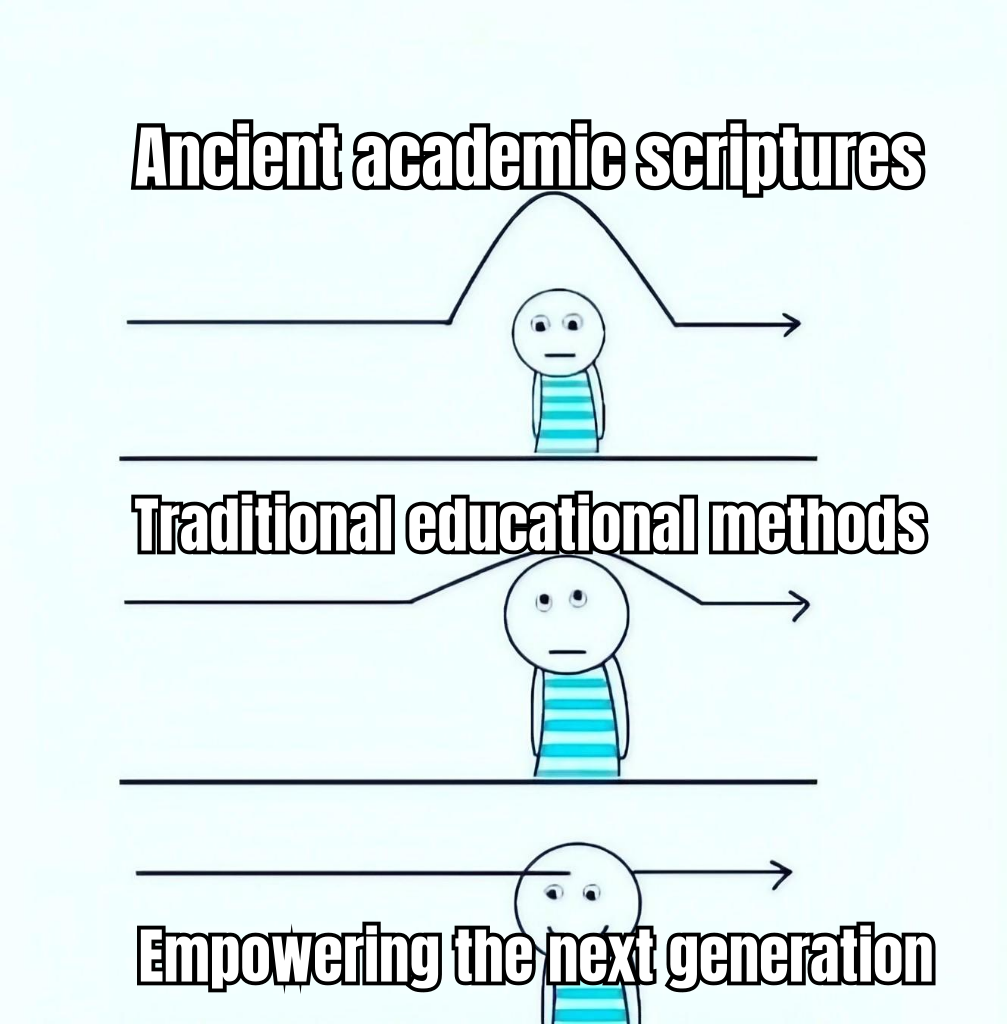 Ancient academic scriptures
Traditional educational methods
Empowering the next generation